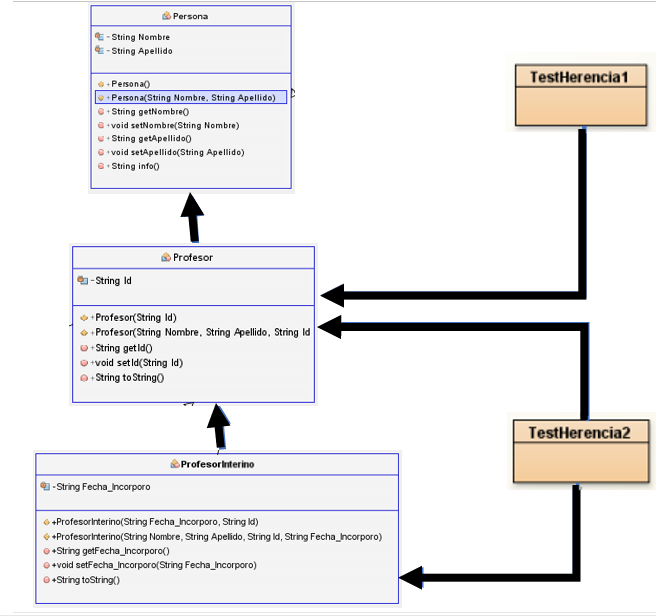 Persona
- String Nombre
- String Apellido
+ Persona()
+ Persona(String Nombre, String Apellido)
+ String getNombre()
+ void setNombre(String Nombre)
+ String getApellido()
+ void setApellido(String Apellido)
+ String info()
TestHerencia1
Profesor
- String Id
+ Profesor(String Id)
+ Profesor(String Nombre, String Apellido, String Id
+ String getId()
+ void setId(String Id)
+ String toString()
TestHerencia2
ProfesorInterino
- String Fecha_Incorporo
+ProfesorInterino(String Fecha_Incorporo, String Id)
+ProfesorInterino(String Nombre, String Apellido, String Id, String Fecha_Incorporo)
+String getFecha_Incorporo()
+void setFecha_Incorporo(String Fecha_Incorporo)
+String toString()